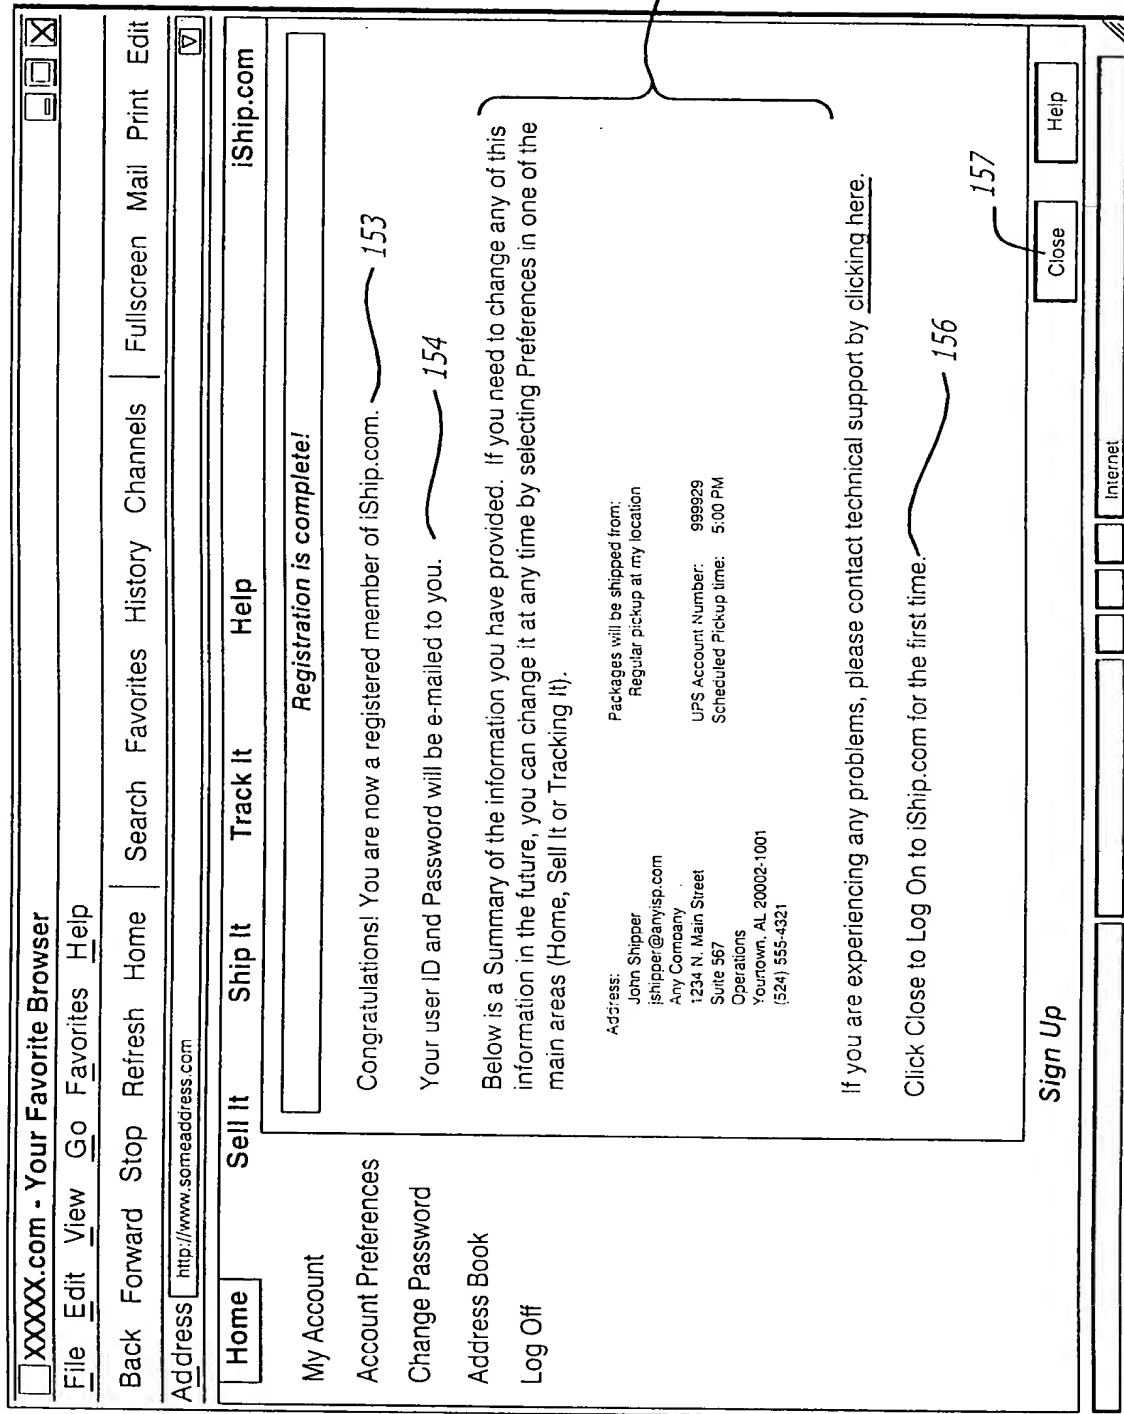 XXXXX.com - Your Favorite Browser
File Edit View Go Favorites Help
Back Forward Stop Refresh Home Search Favorites History Channels Fullscreen Mail Print Edit
Address http://www.someaddress.com
Home Sell It Ship It Track It Help iShip.com
My Account
Account Preferences
Change Password
Address Book
Log Off
Registration is complete!
Congratulations! You are now a registered member of iShip.com. 153
Your user ID and Password will be e-mailed to you. 154
Below is a Summary of the information you have provided. If you need to change any of this
information in the future, you can change it at any time by selecting Preferences in one of the
main areas (Home, Sell It or Tracking It).
Address:
John Shipper
jshipper@anyisp.com
Any Company
1234 N. Main Street
Suite 567
Operations
Yourtown, AL 20002-1001
(524) 555-4321
Packages will be shipped from:
Regular pickup at my location
UPS Account Number: 999929
Scheduled Pickup time: 5:00 PM
If you are experiencing any problems, please contact technical support by clicking here.
Click Close to Log On to iShip.com for the first time. 156
157
Sign Up Close Help
Internet